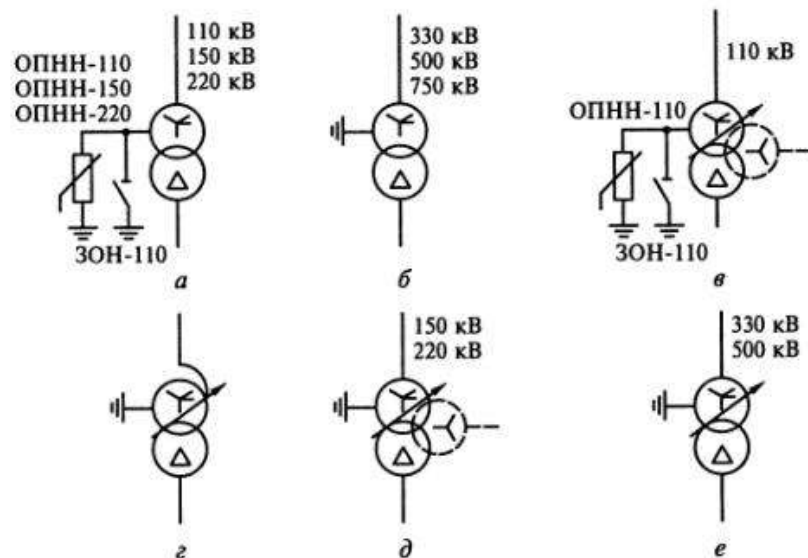 110 кВ
150 кВ
220 кВ
ОПНН-110
ОПНН-150
ОПНН-220
ЗОН-110
а
330 кВ
500 кВ
750 кВ
б
110 кВ
ОПНН-110
ЗОН-110
в
г
150 кВ
220 кВ
д
330 кВ
500 кВ
е